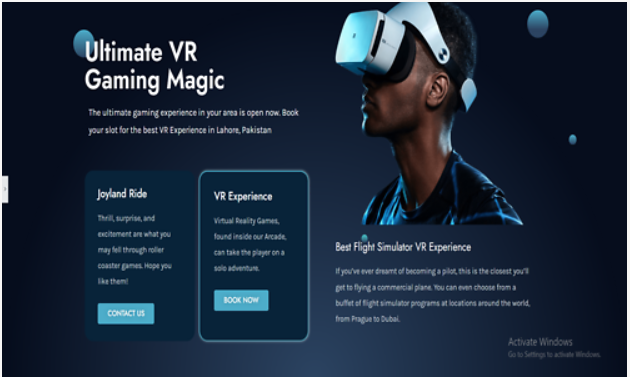 Ultimate VR
Gaming Magic
The ultimate gaming experience in your area is open now. Book
your slot for the best VR Experience in Lahore, Pakistan
Joyland Ride
Thrill, surprise, and
excitement are what you
may fell through roller
coaster games. Hope you
like them!
CONTACT US
VR Experience
Virtual Reality Games,
found inside our Arcade,
can take the player on a
solo adventure.
BOOK NOW
Best Flight Simulator VR Experience
If you've ever dreamt of becoming a pilot, this is the closest you'll
get to flying a commercial plane. You can even choose from a
buffet of flight simulator programs at locations around the world,
from Prague to Dubai.
Activate Windows
Go to Settings to activate Windows.